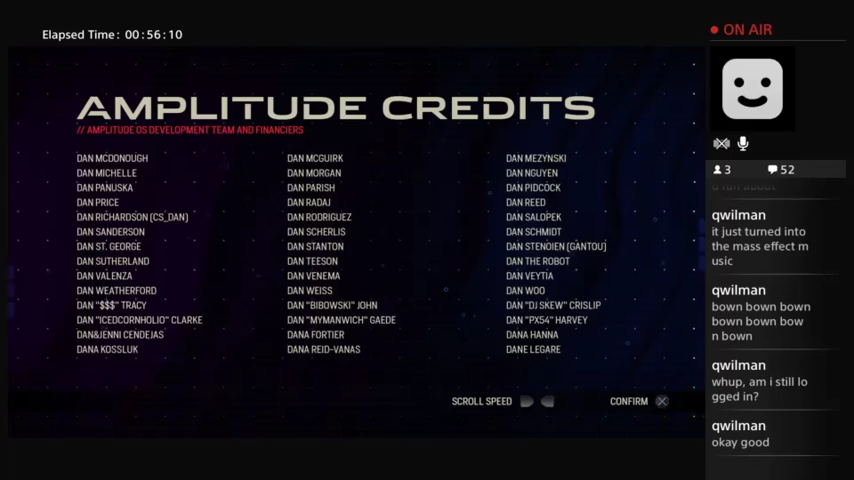 Elapsed Time: 00:56:10
ON AIR
AMPLITUDE CREDITS
// AMPLITUDE OS DEVELOPMENT TEAM AND FINANCIERS
DAN MCDONOUGH
DAN MICHELLE
DAN PANUSKA
DAN PRICE
DAN RICHARDSON (CS_DAN)
DAN SANDERSON
DAN ST. GEORGE
DAN SUTHERLAND
DAN VALENZA
DAN WEATHERFORD
DAN "$$$" TRACY
DAN "ICEDCORNHOLIO" CLARKE
DAN&JENNI CENDEJAS
DANA KOSSLUK
DAN MCGUIRK
DAN MORGAN
DAN PARISH
DAN RADAJ
DAN RODRIGUEZ
DAN SCHERLIS
DAN STANTON
DAN TEESON
DAN VENEMA
DAN WEISS
DAN "BIBOWSKI" JOHN
DAN "MYMANWICH" GAEDE
DANA FORTIER
DANA REID-VANAS
DAN MEZYNSKI
DAN NGUYEN
DAN PIDCOCK
DAN REED
DAN SALOPEK
DAN SCHMIDT
DAN STENOIEN (GANTOU)
DAN THE ROBOT
DAN VEYTIA
DAN WOO
DAN "DJ SKEW" CRISLIP
DAN "PX54" HARVEY
DANA HANNA
DANE LEGARE
SCROLL SPEED
CONFIRM
3
52
qwilman
it just turned into
the mass effect m
usic
qwilman
bown bown bown
bown bown bow
n bown
qwilman
whup, am i still lo
gged in?
qwilman
okay good